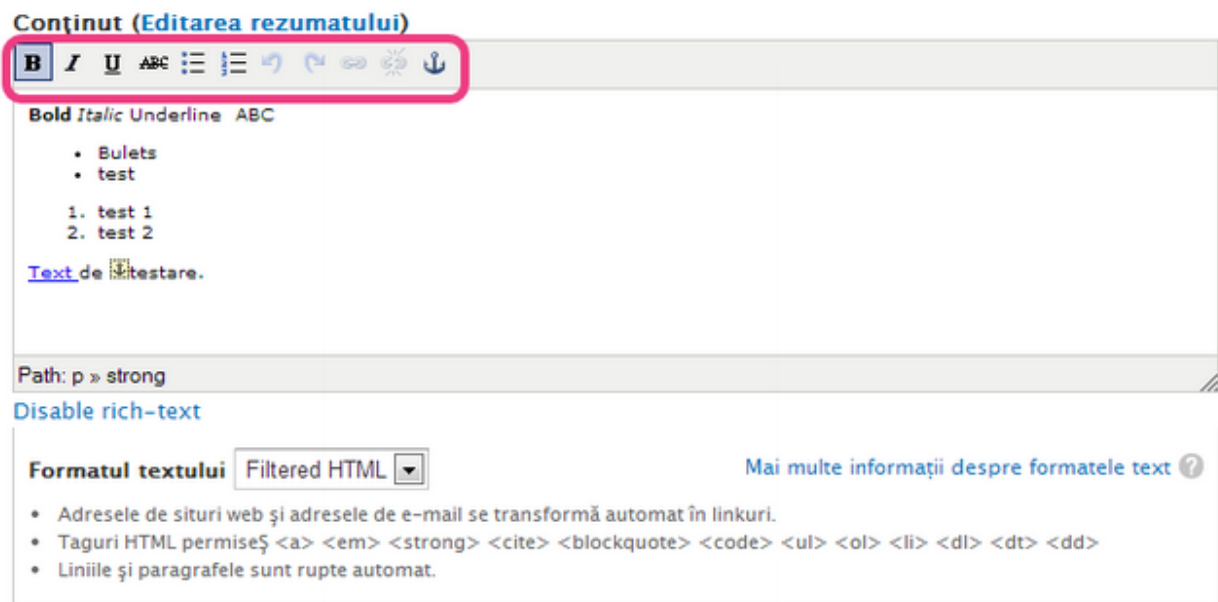 Conţinut (Editarea rezumatului)
B I U ABC
Bold Italic Underline ABC
• Bulets
• test
1. test 1
2. test 2
Text de testare.
Path: p » strong
Disable rich-text
Formatul textului Filtered HTML Mai multe informații despre formatele text ?
• Adresele de situri web şi adresele de e-mail se transformă automat în linkuri.
• Taguri HTML permiseŞ <a> <em> <strong> <cite> <blockquote> <code> <ul> <ol> <li> <dl> <dt> <dd>
• Liniile şi paragrafele sunt rupte automat.